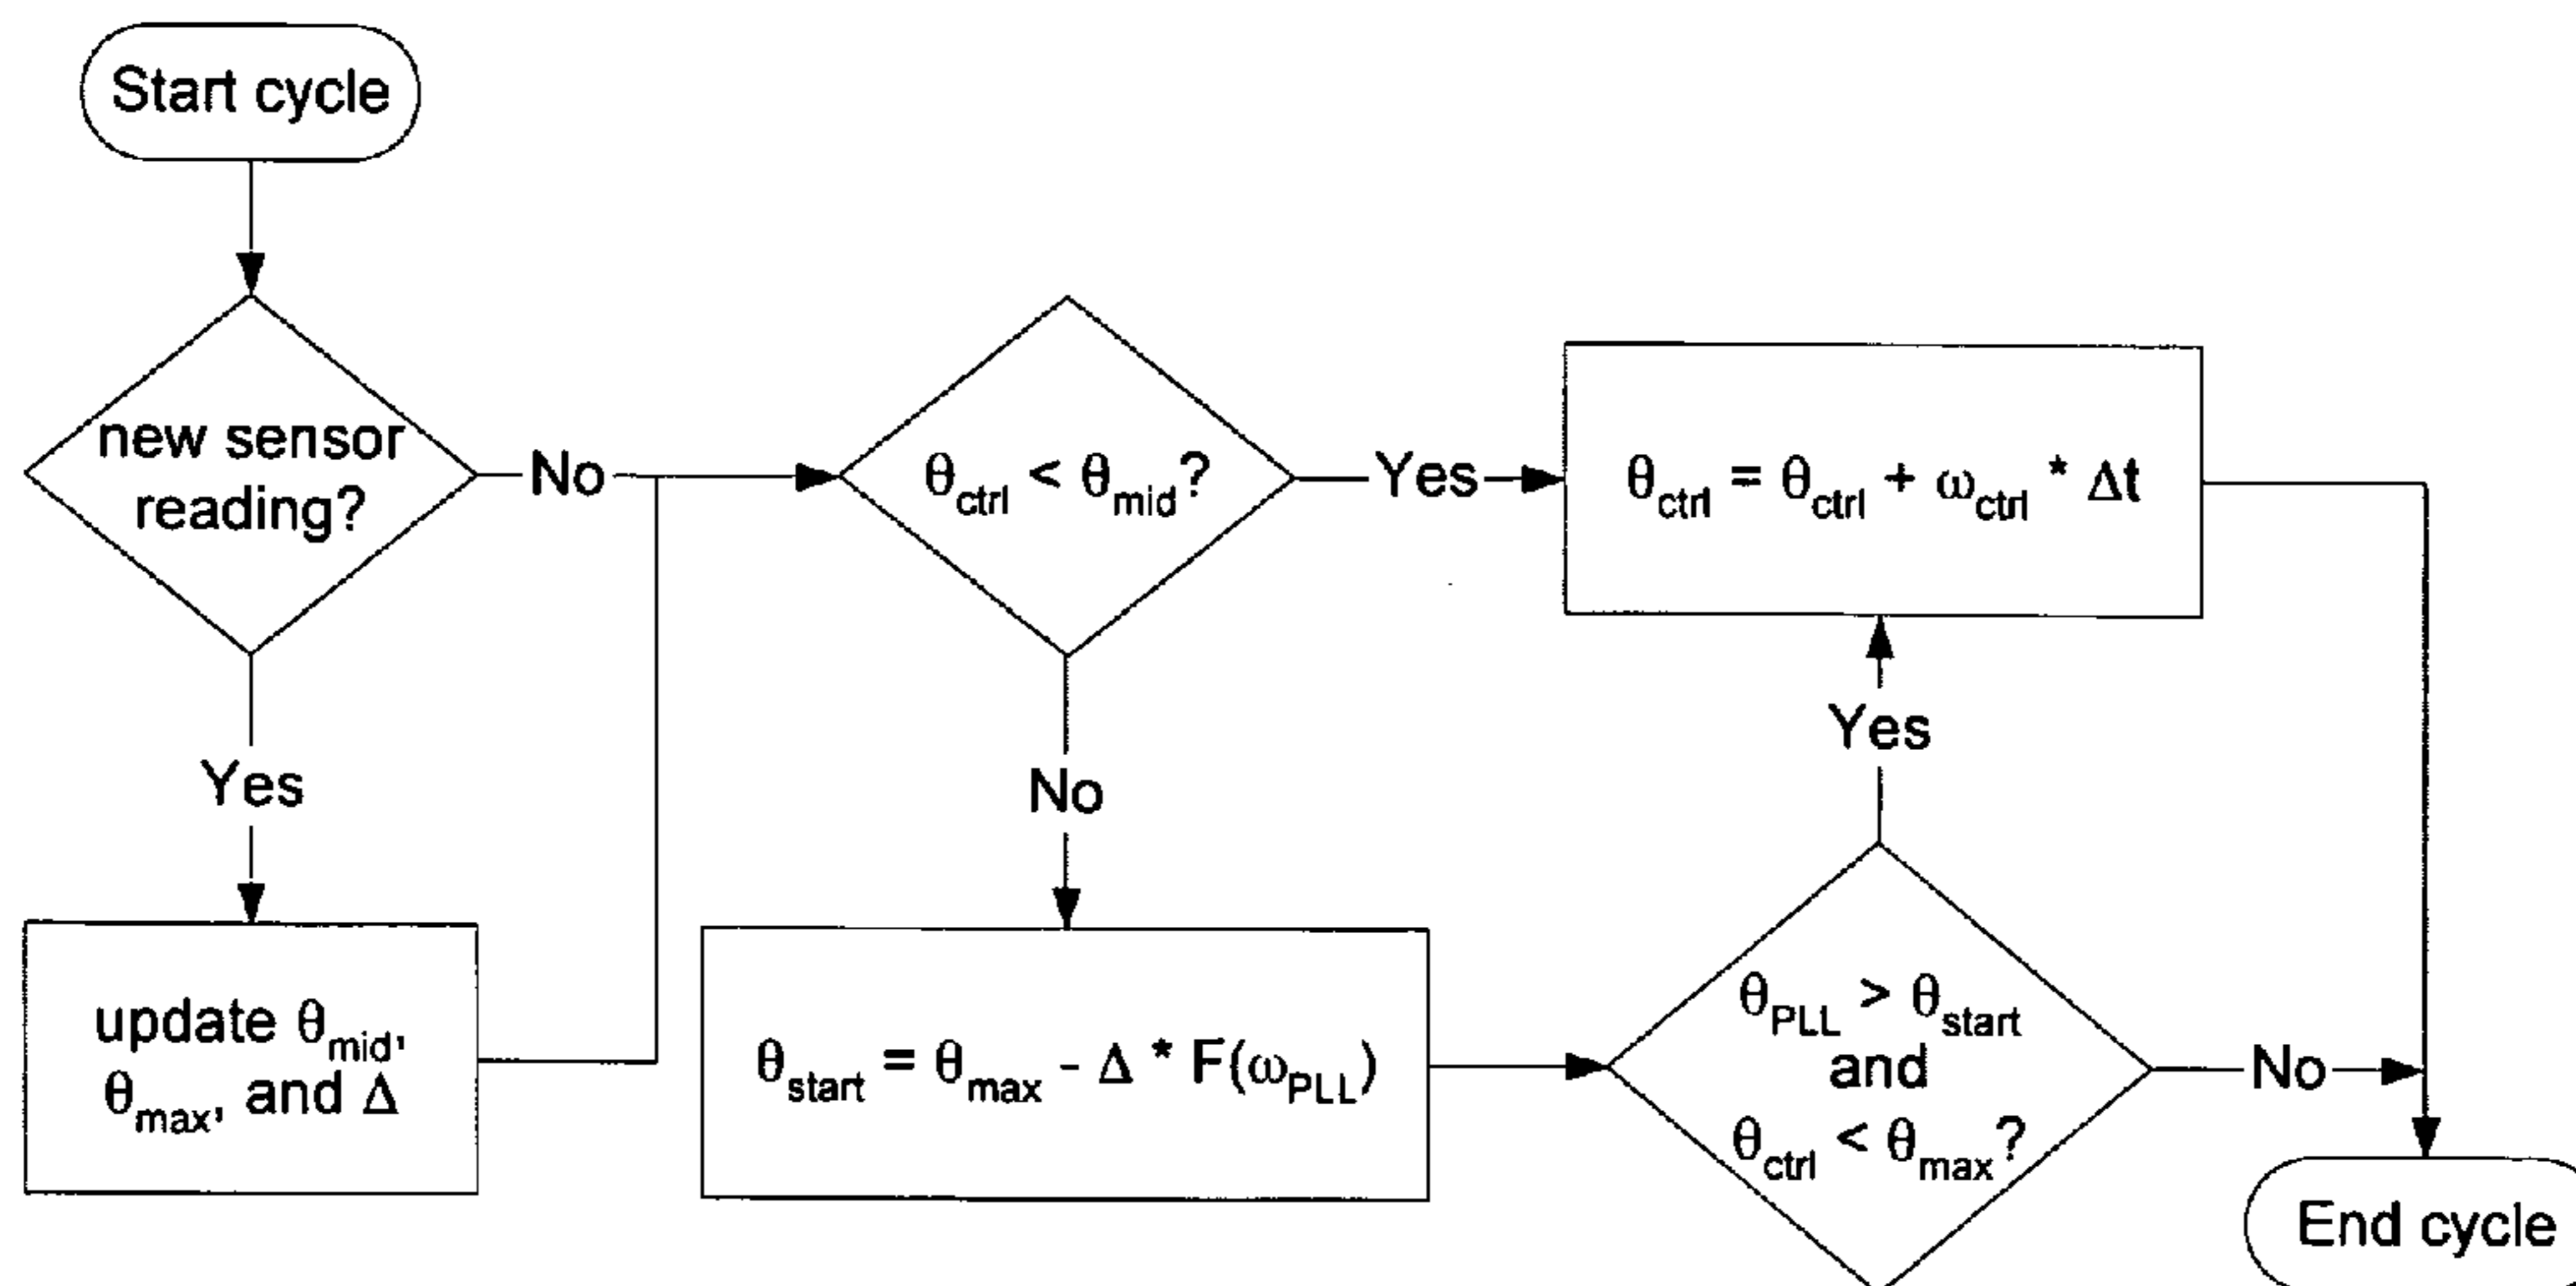 Start cycle
new sensor
reading?
No
Yes
update θmid,
θmax, and Δ
θctrl < θmid?
Yes
No
θctrl = θctrl + ωctrl * Δt
θstart = θmax - Δ * F(ωPLL)
Yes
θPLL > θstart
and
θctrl < θmax?
No
End cycle